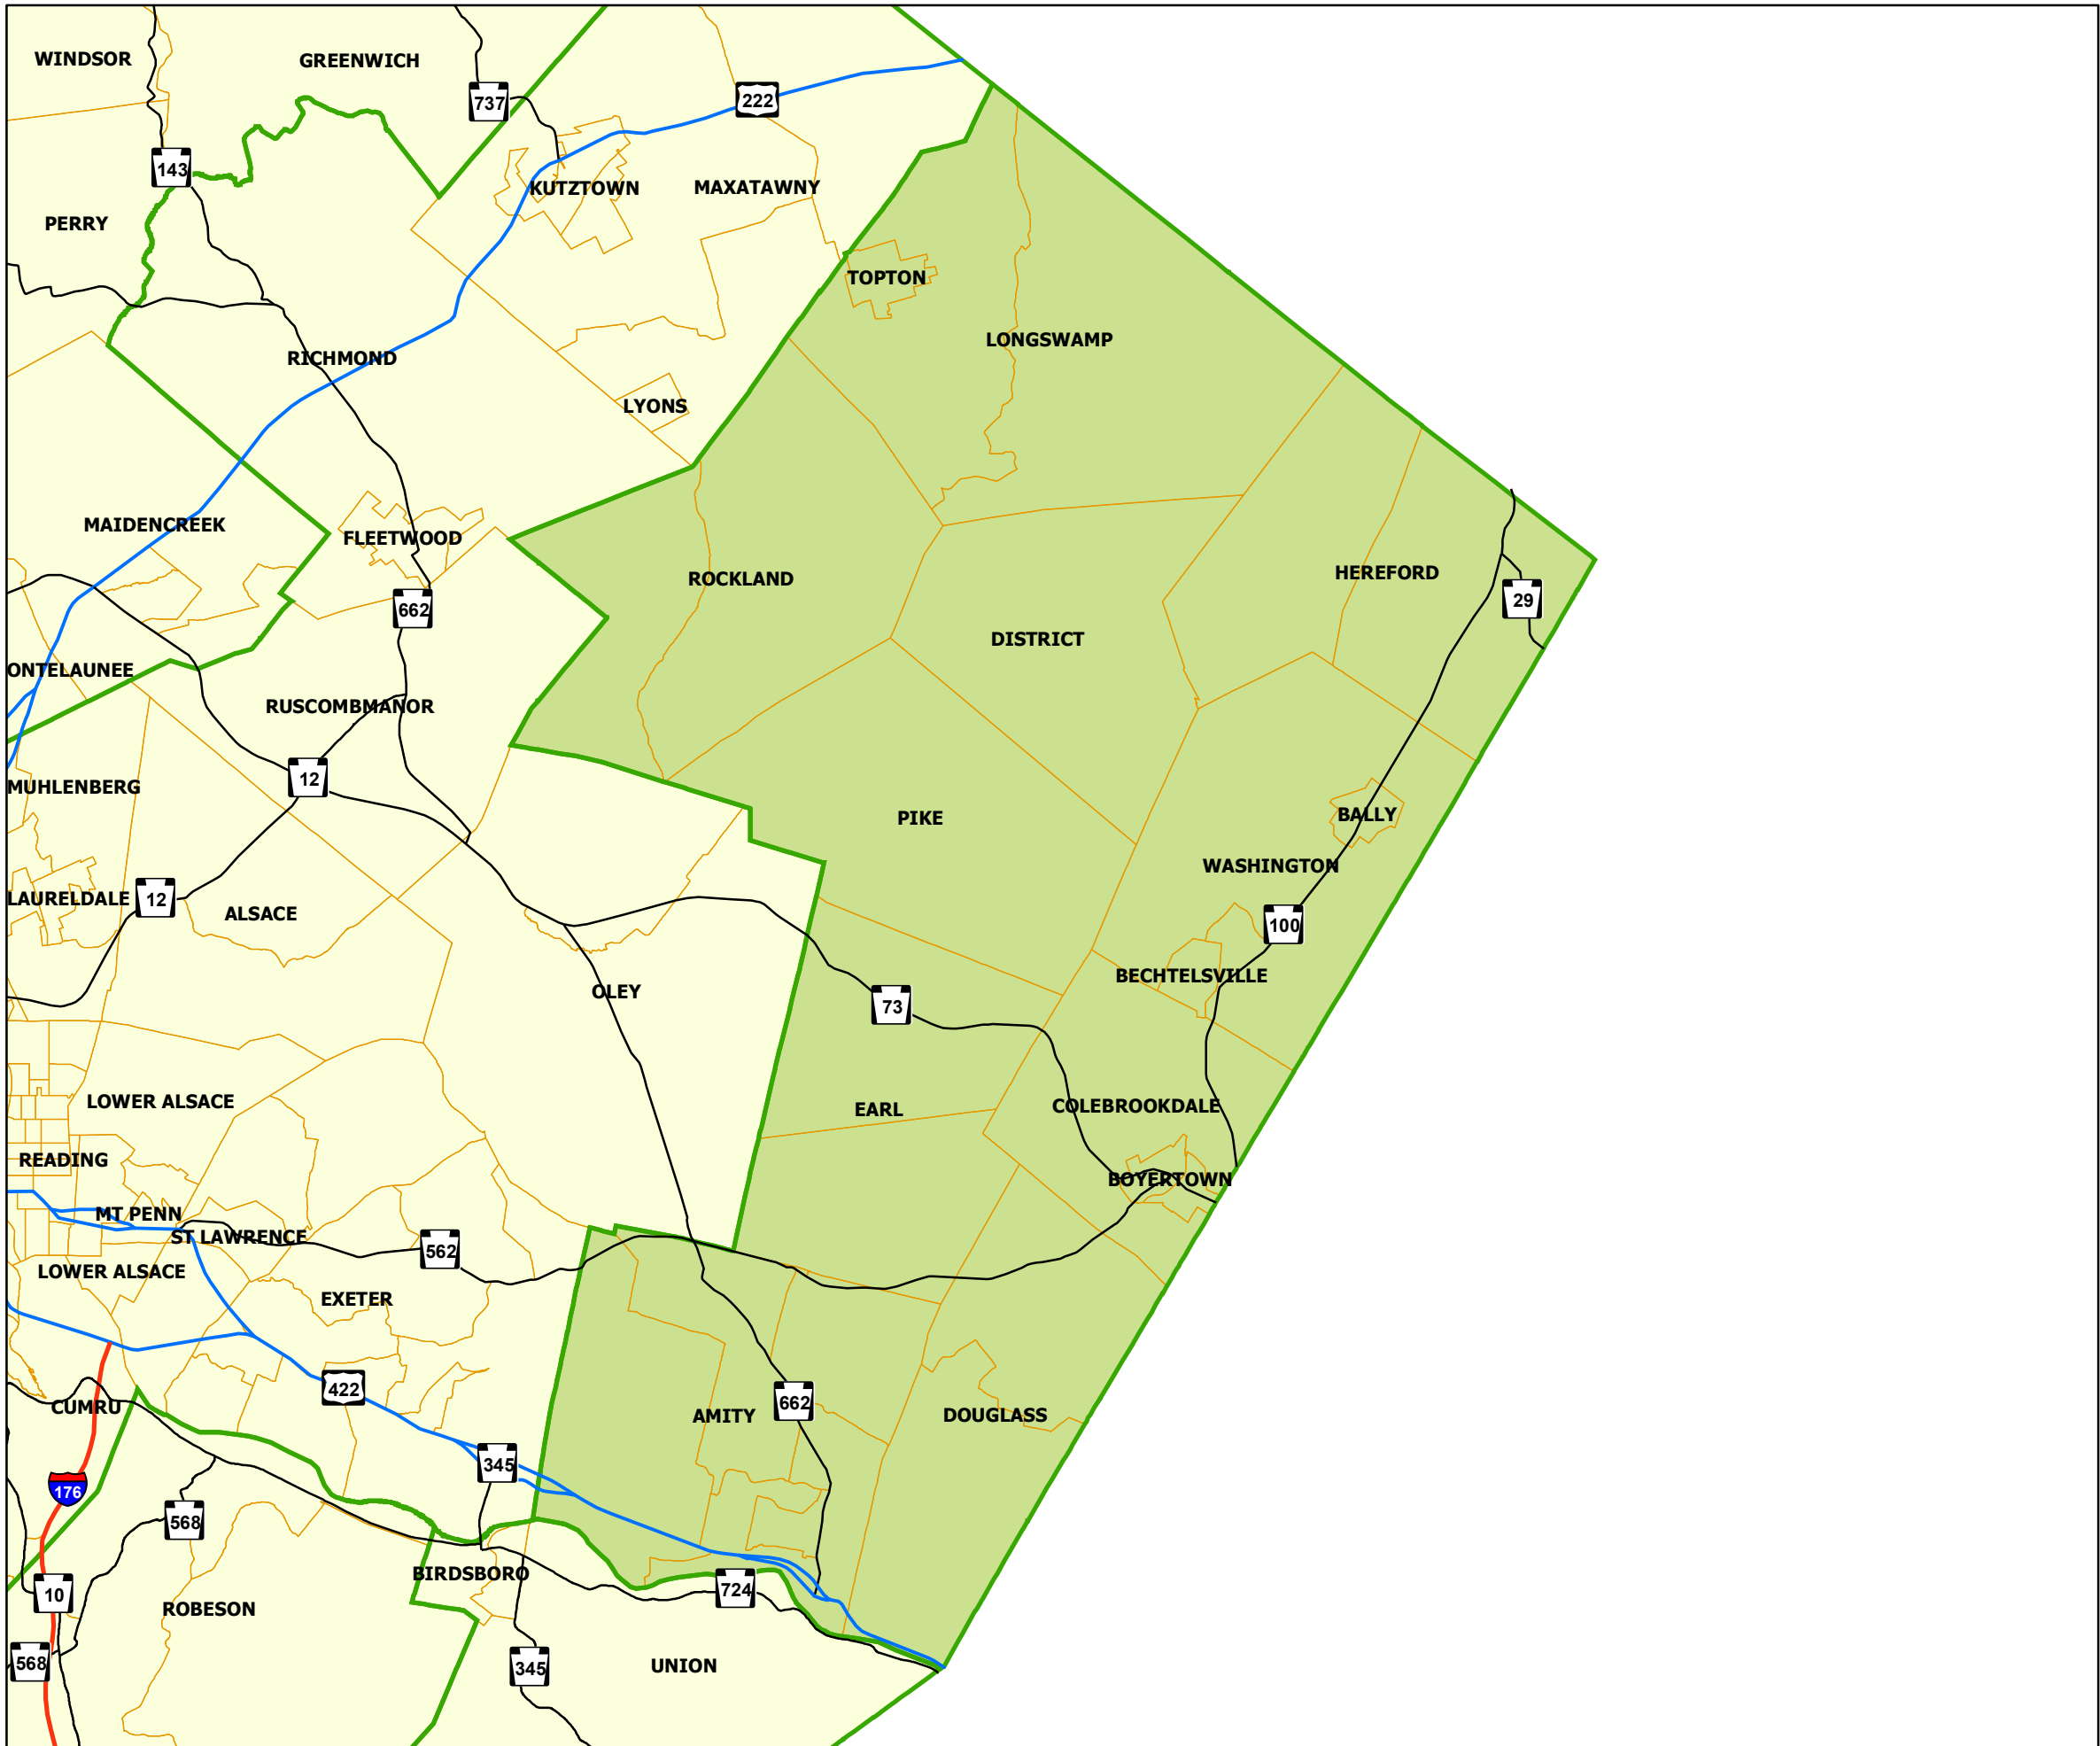 WINDSOR
GREENWICH
737
222
143
KUTZTOWN
MAXATAWNY
PERRY
TOPTON
LONGSWAMP
RICHMOND
LYONS
MAIDENCREEK
FLEETWOOD
ROCKLAND
HEREFORD
29
662
DISTRICT
ONTELAUNEE
RUSCOMBMANOR
12
MUHLENBERG
PIKE
BALLY
WASHINGTON
LAURELDALE
12
ALSACE
100
BECHTELSVILLE
OLEY
73
LOWER ALSACE
EARL
COLEBROOKDALE
READING
BOYERTOWN
MT PENN
ST LAWRENCE
562
LOWER ALSACE
EXETER
422
CUMRU
662
AMITY
DOUGLASS
345
176
568
BIRDSBORO
724
10
ROBESON
568
345
UNION